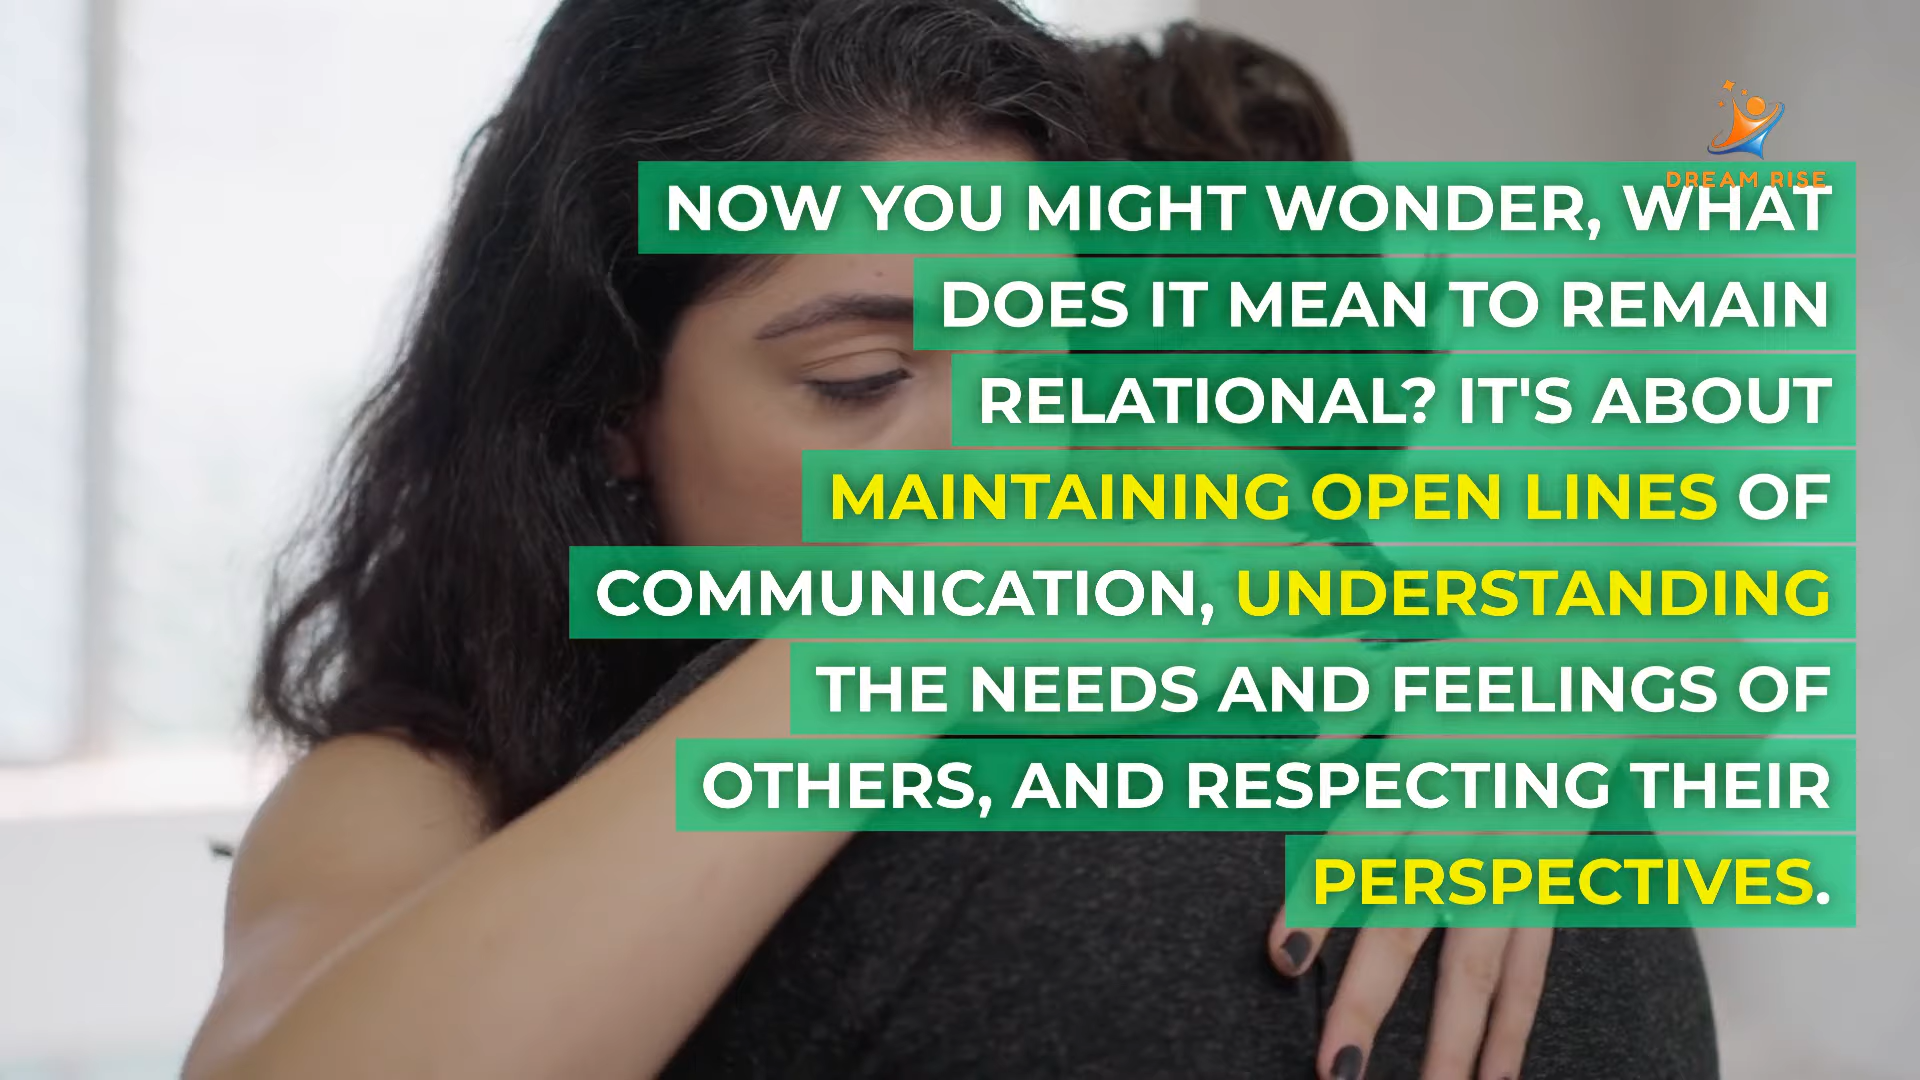 DREAM RISE
NOW YOU MIGHT WONDER, WHAT
DOES IT MEAN TO REMAIN
RELATIONAL? IT'S ABOUT
MAINTAINING OPEN LINES OF
COMMUNICATION, UNDERSTANDING
THE NEEDS AND FEELINGS OF
OTHERS, AND RESPECTING THEIR
PERSPECTIVES.